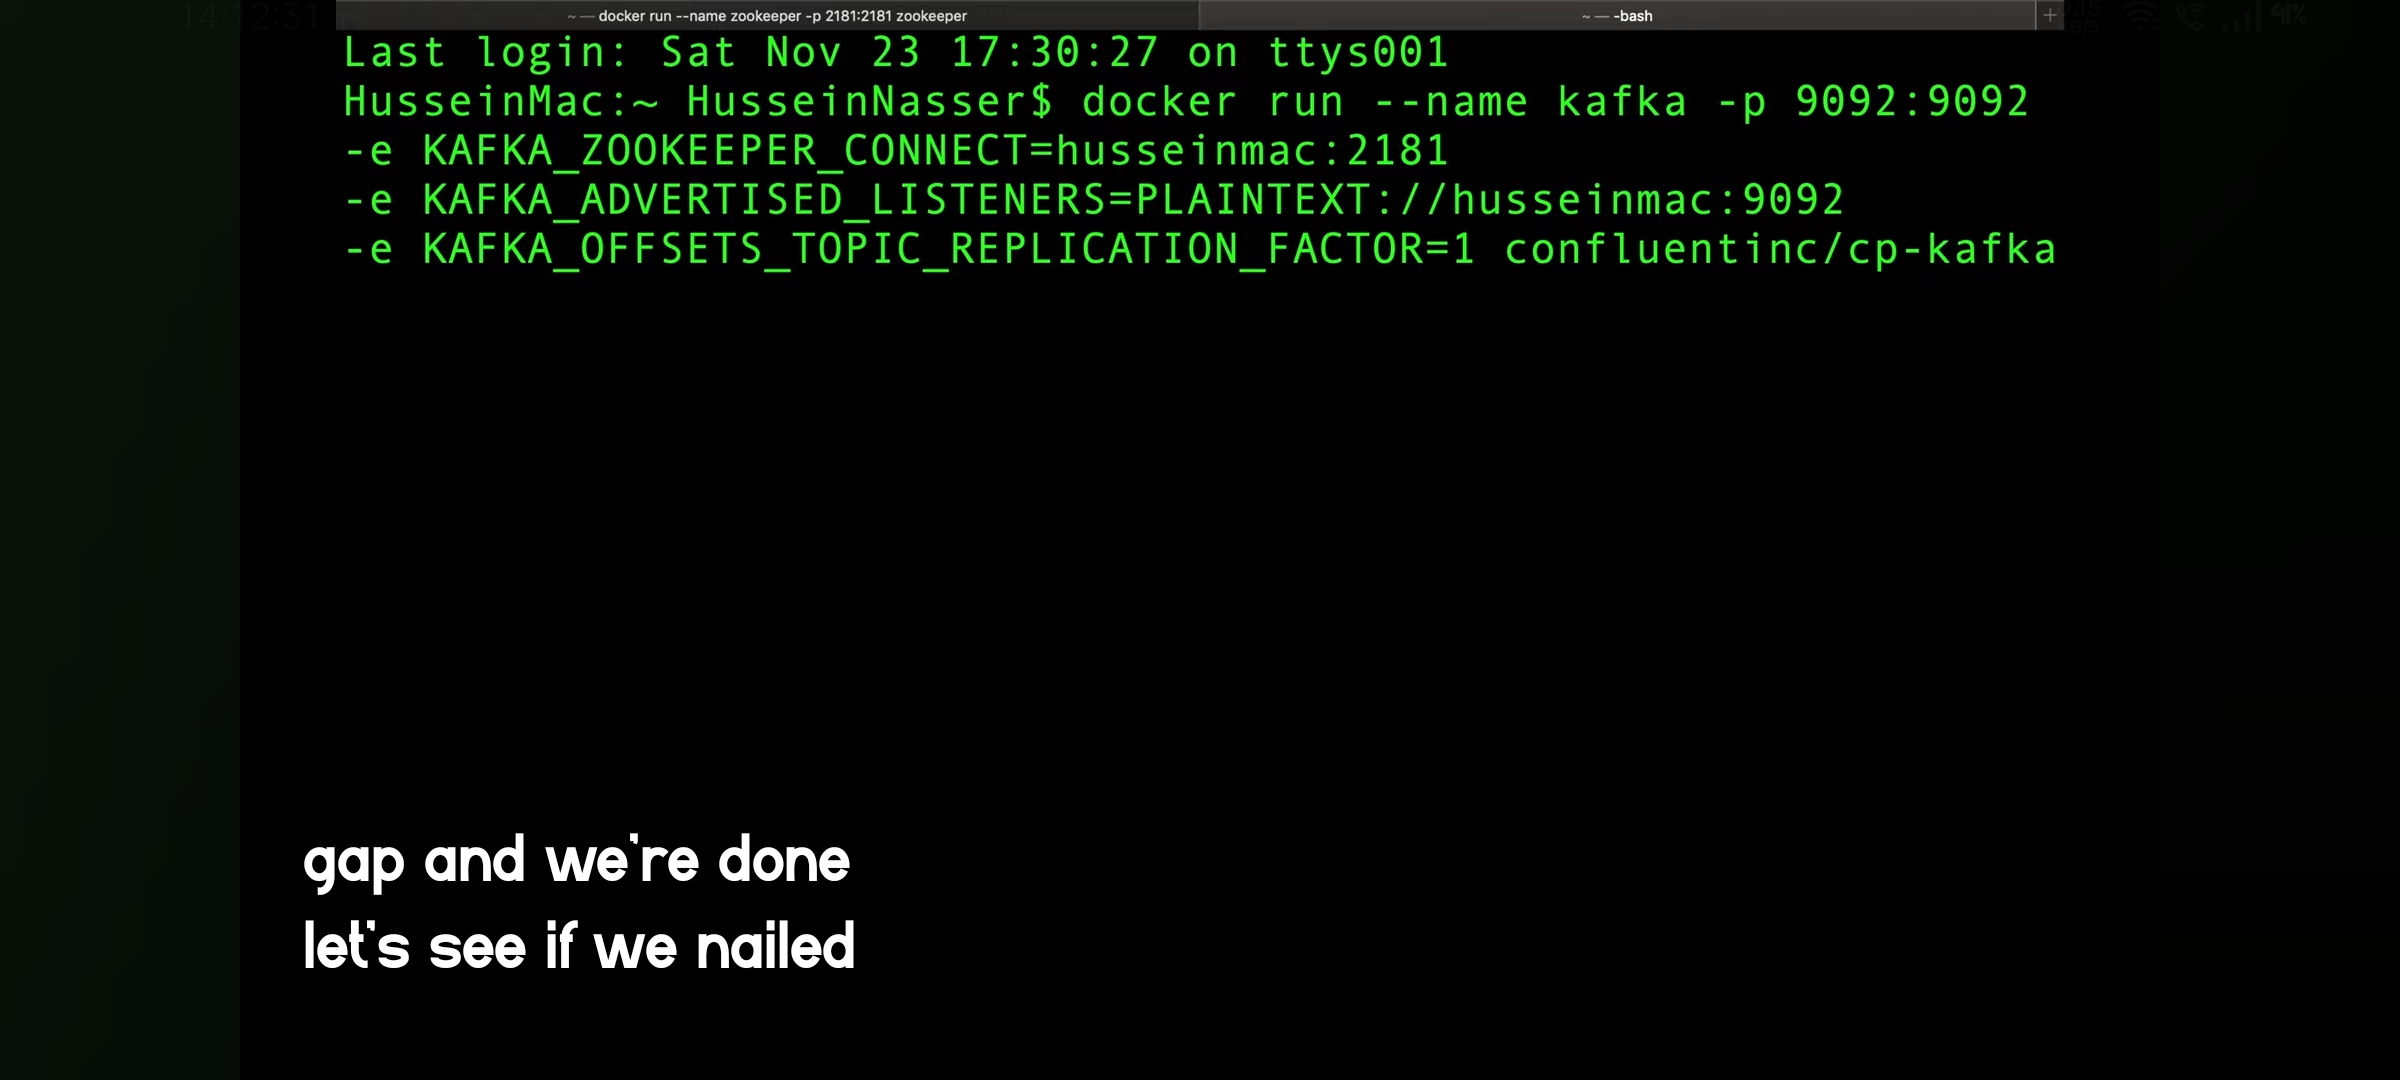 14:12:31
~ — docker run --name zookeeper -p 2181:2181 zookeeper
~ — -bash
41%
Last login: Sat Nov 23 17:30:27 on ttys001
HusseinMac:~ HusseinNasser$ docker run --name kafka -p 9092:9092
-e KAFKA_ZOOKEEPER_CONNECT=husseinmac:2181
-e KAFKA_ADVERTISED_LISTENERS=PLAINTEXT://husseinmac:9092
-e KAFKA_OFFSETS_TOPIC_REPLICATION_FACTOR=1 confluentinc/cp-kafka
gap and we're done
let's see if we nailed